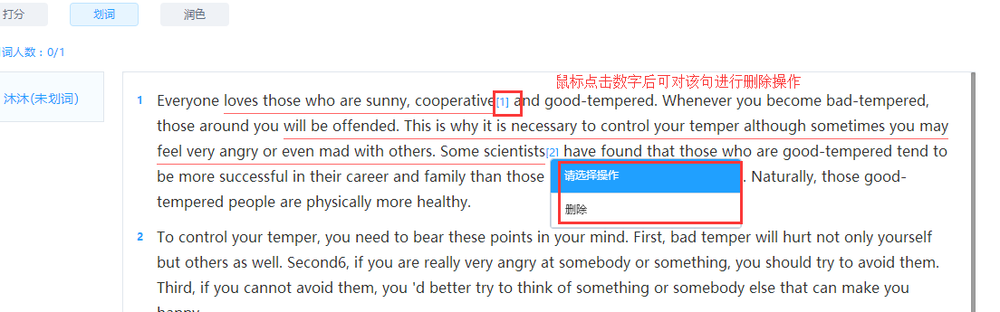 打分 划词 润色
词人数：0/1
沐沐(未划词)
鼠标点击数字后可对该句进行删除操作
1 Everyone loves those who are sunny, cooperative[1] and good-tempered. Whenever you become bad-tempered,
those around you will be offended. This is why it is necessary to control your temper although sometimes you may
feel very angry or even mad with others. Some scientists[2] have found that those who are good-tempered tend to
be more successful in their career and family than those . Naturally, those good-
请选择操作
删除
tempered people are physically more healthy.
2 To control your temper, you need to bear these points in your mind. First, bad temper will hurt not only yourself
but others as well. Second6, if you are really very angry at somebody or something, you should try to avoid them.
Third, if you cannot avoid them, you 'd better try to think of something or somebody else that can make you
happy